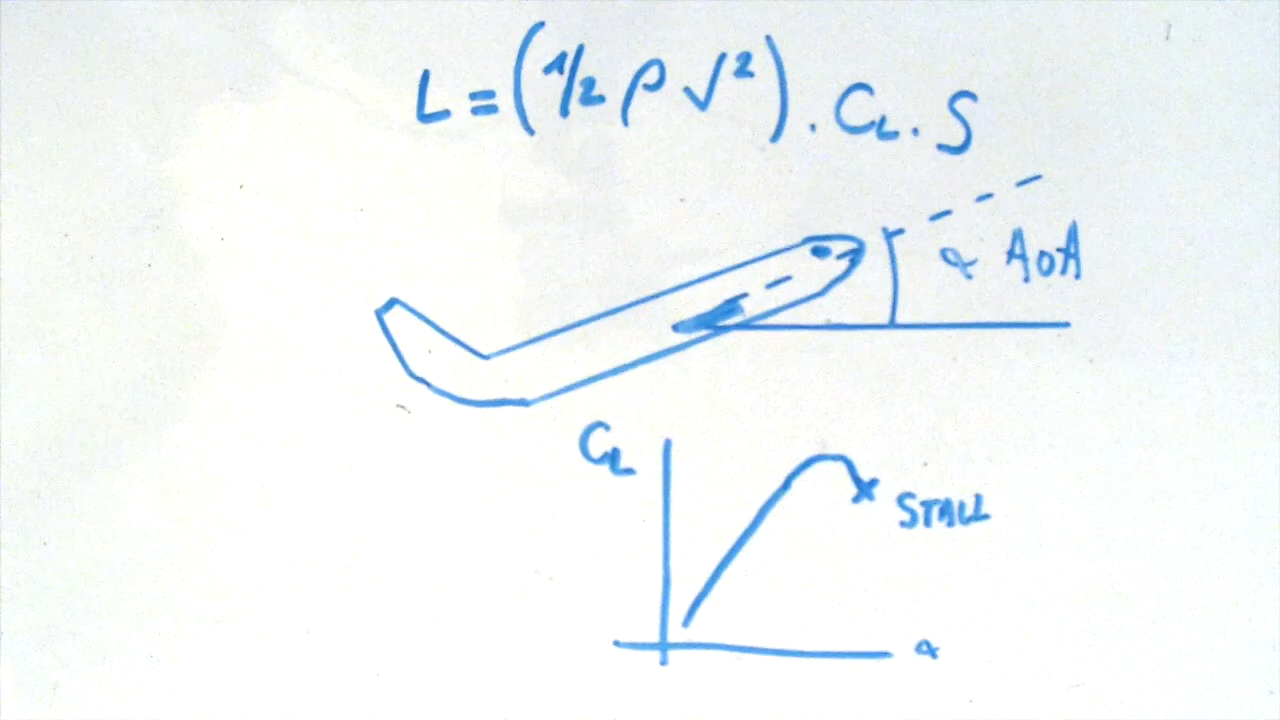 L = (1/2 ρ V²) . CL . S
α AOA
CL
STALL
α